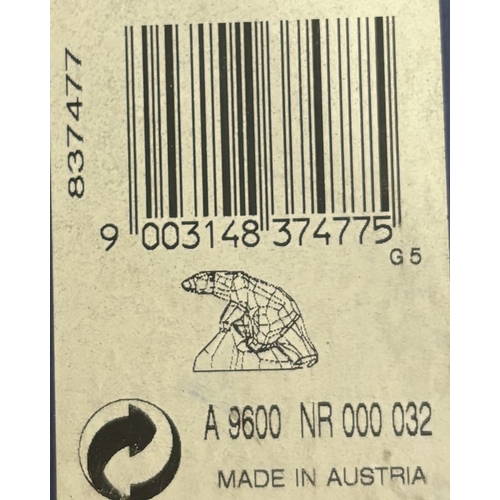 837477
9 003148 374775
G5
A 9600 NR 000 032
MADE IN AUSTRIA